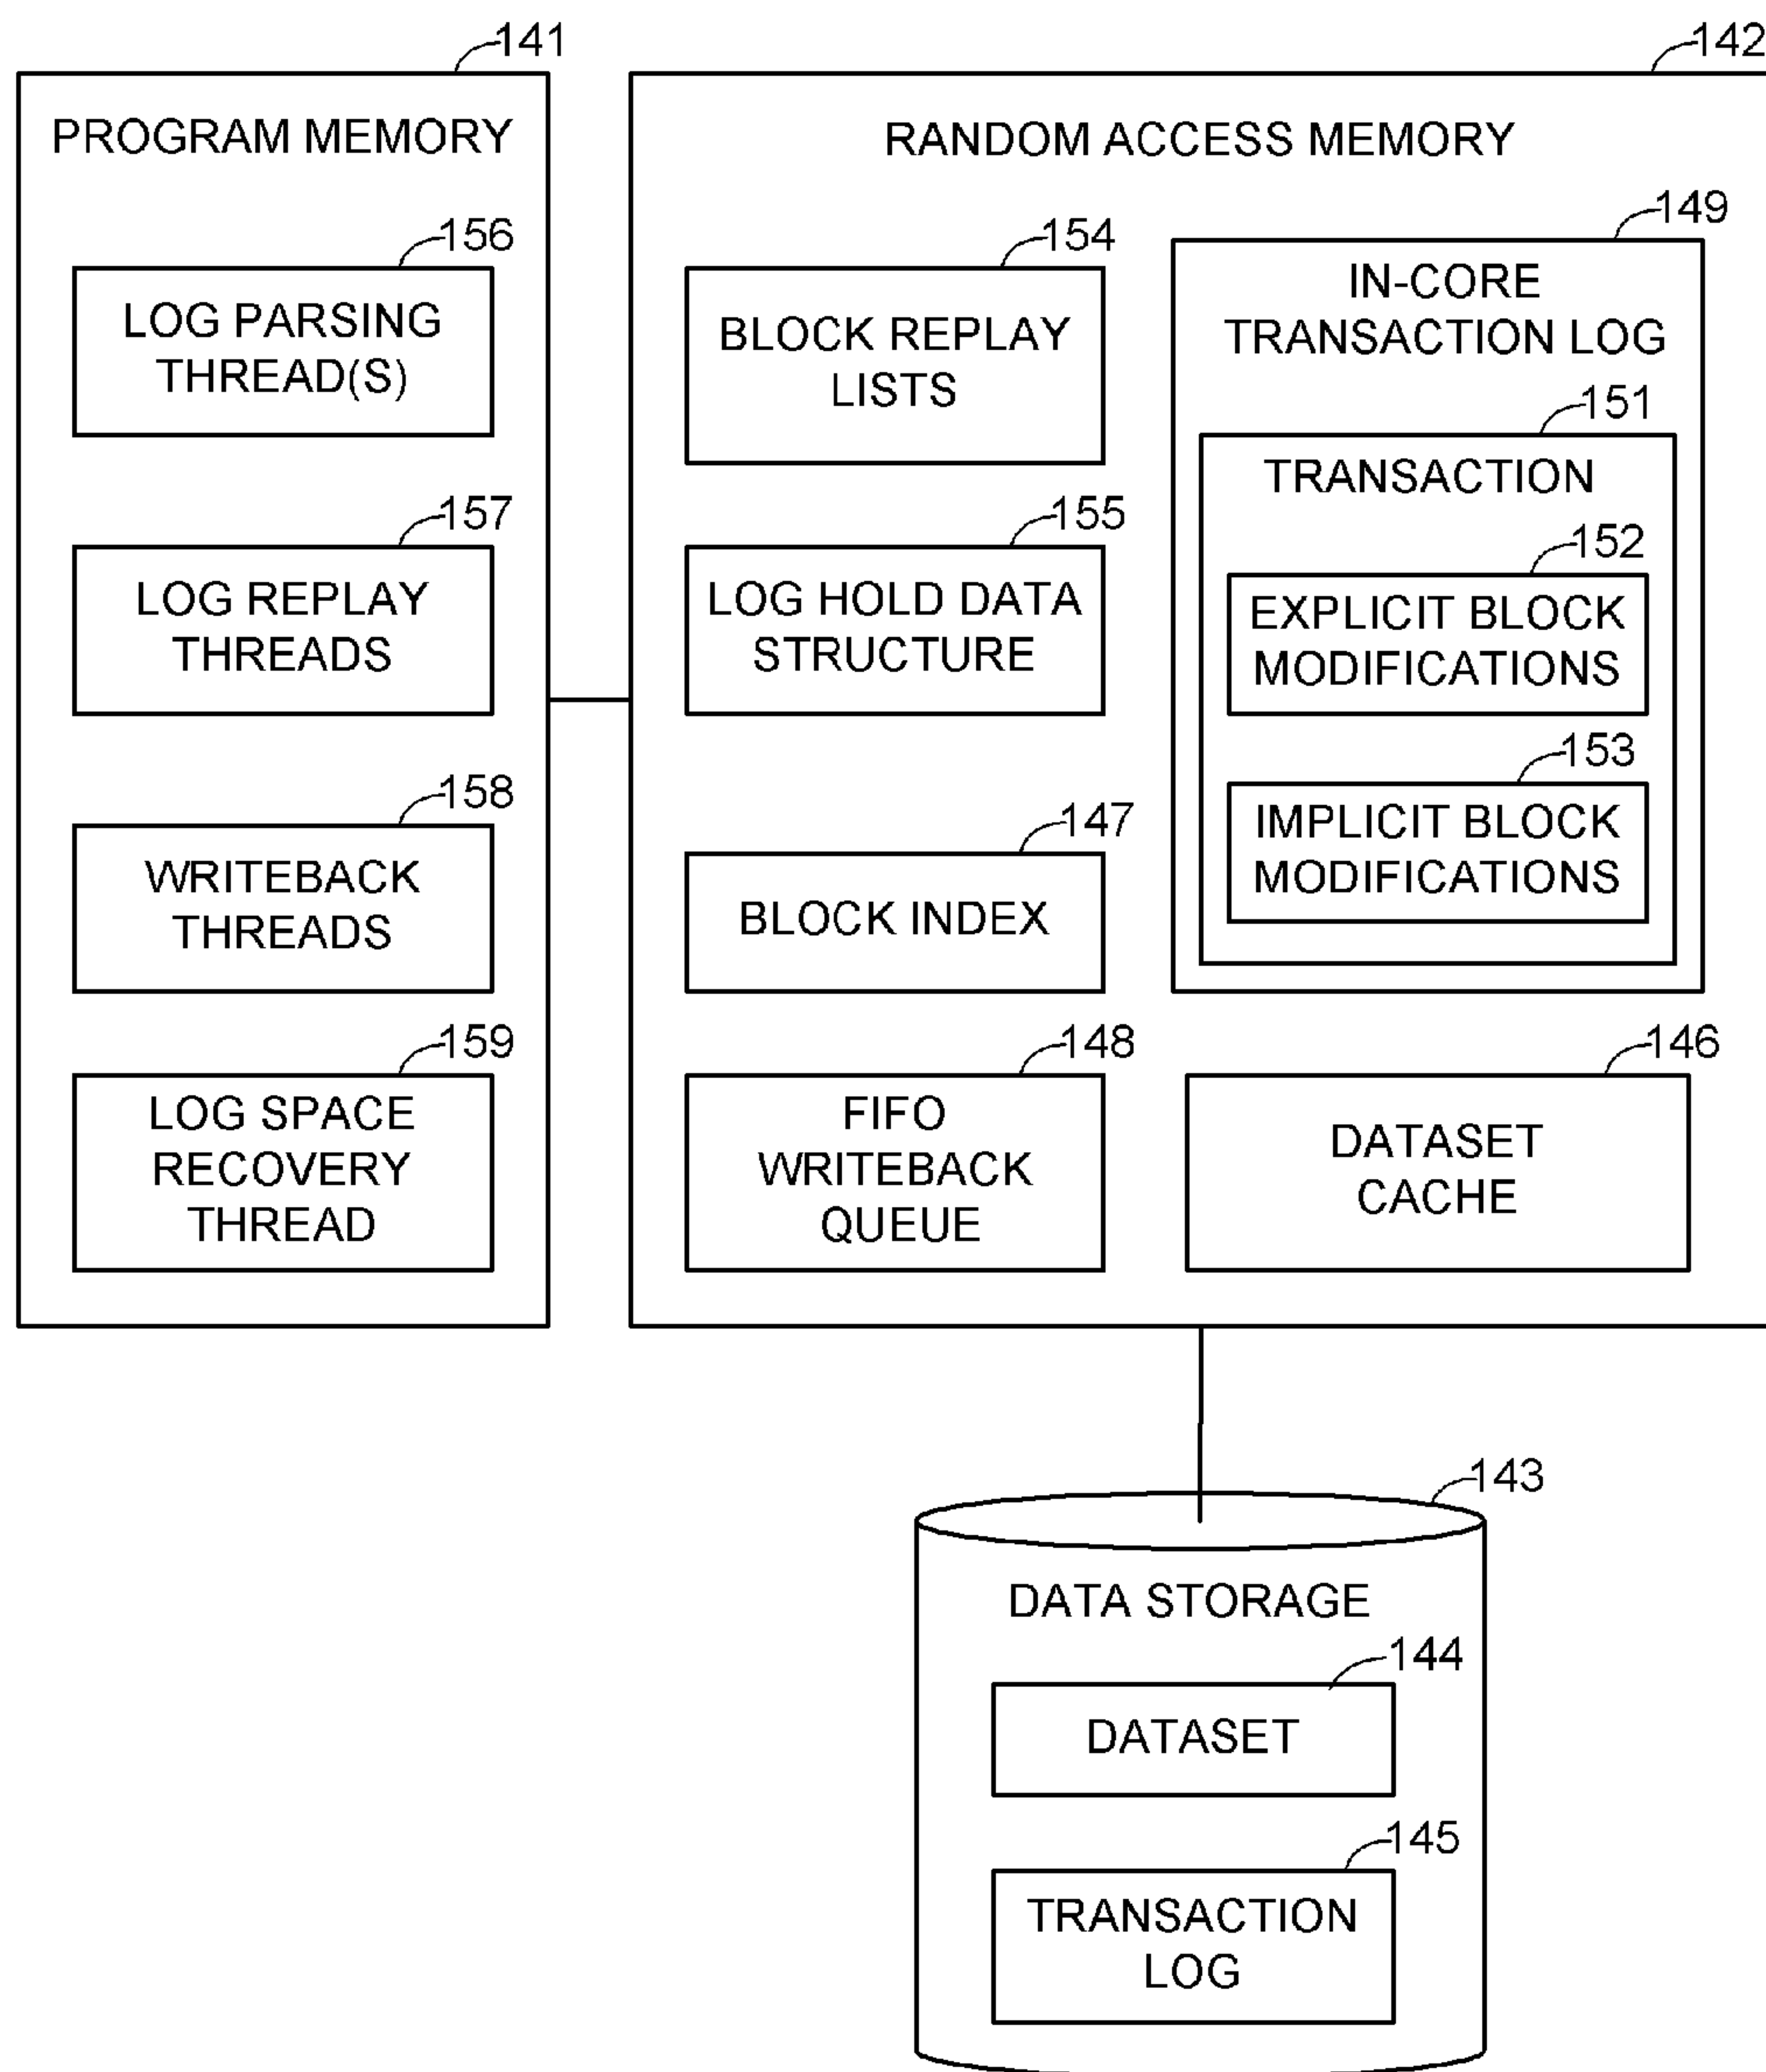 141
PROGRAM MEMORY
156
LOG PARSING
THREAD(S)
157
LOG REPLAY
THREADS
158
WRITEBACK
THREADS
159
LOG SPACE
RECOVERY
THREAD
142
RANDOM ACCESS MEMORY
154
BLOCK REPLAY
LISTS
155
LOG HOLD DATA
STRUCTURE
147
BLOCK INDEX
148
FIFO
WRITEBACK
QUEUE
149
IN-CORE
TRANSACTION LOG
151
TRANSACTION
152
EXPLICIT BLOCK
MODIFICATIONS
153
IMPLICIT BLOCK
MODIFICATIONS
146
DATASET
CACHE
143
DATA STORAGE
144
DATASET
145
TRANSACTION
LOG